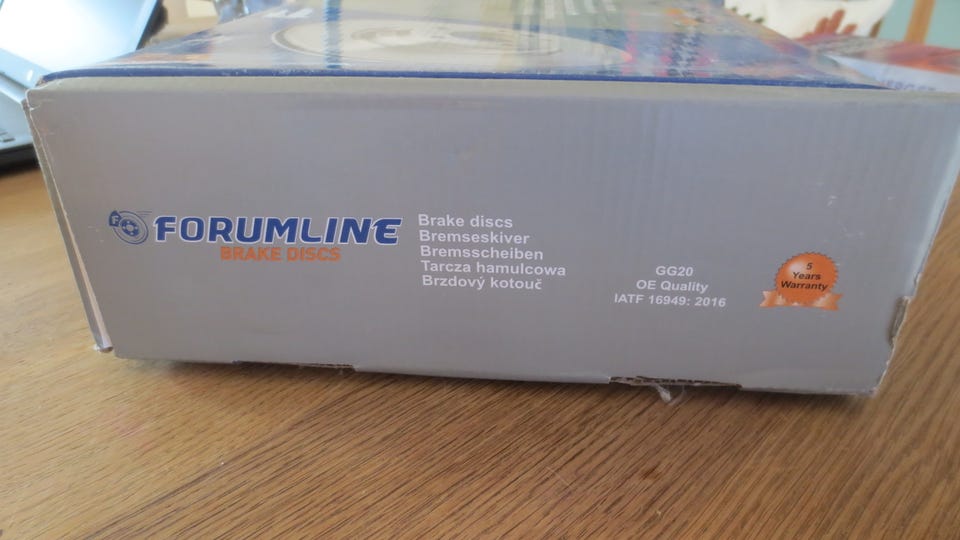 FORUMLINE
BRAKE DISCS
Brake discs
Bremseskiver
Bremsscheiben
Tarcza hamulcowa
Brzdový kotouč
GG20
OE Quality
IATF 16949: 2016
5
Years
Warranty